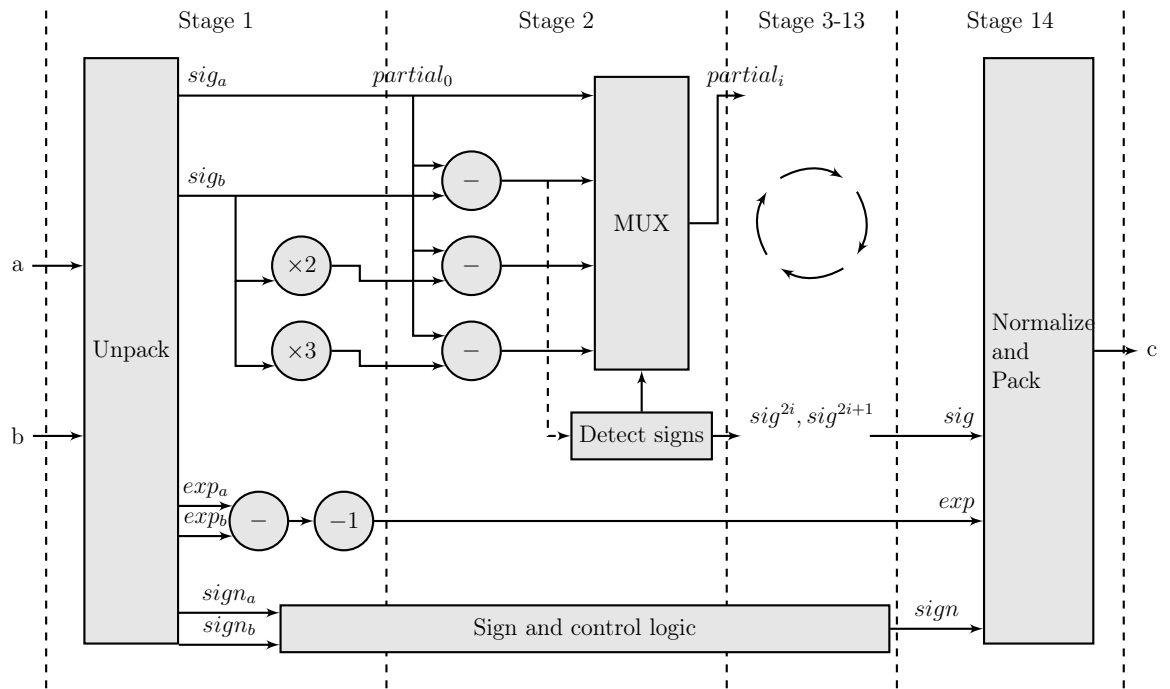 Stage 1
Stage 2
Stage 3-13
Stage 14
sig_a
partial_0
partial_i
−
sig_b
MUX
a
×2
−
Unpack
×3
−
Normalize
and
Pack
c
b
Detect signs
sig^{2i}, sig^{2i+1}
sig
exp_a
exp_b
−
−1
exp
sign_a
sign_b
Sign and control logic
sign